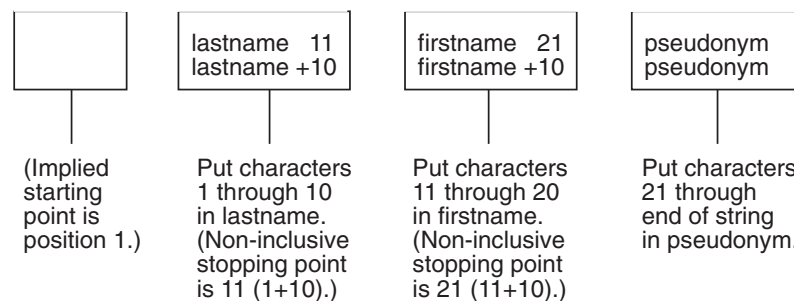 lastname 11
lastname +10
firstname 21
firstname +10
pseudonym
pseudonym
(Implied
starting
point is
position 1.)
Put characters
1 through 10
in lastname.
(Non-inclusive
stopping point
is 11 (1+10).)
Put characters
11 through 20
in firstname.
(Non-inclusive
stopping point
is 21 (11+10).)
Put characters
21 through
end of string
in pseudonym.